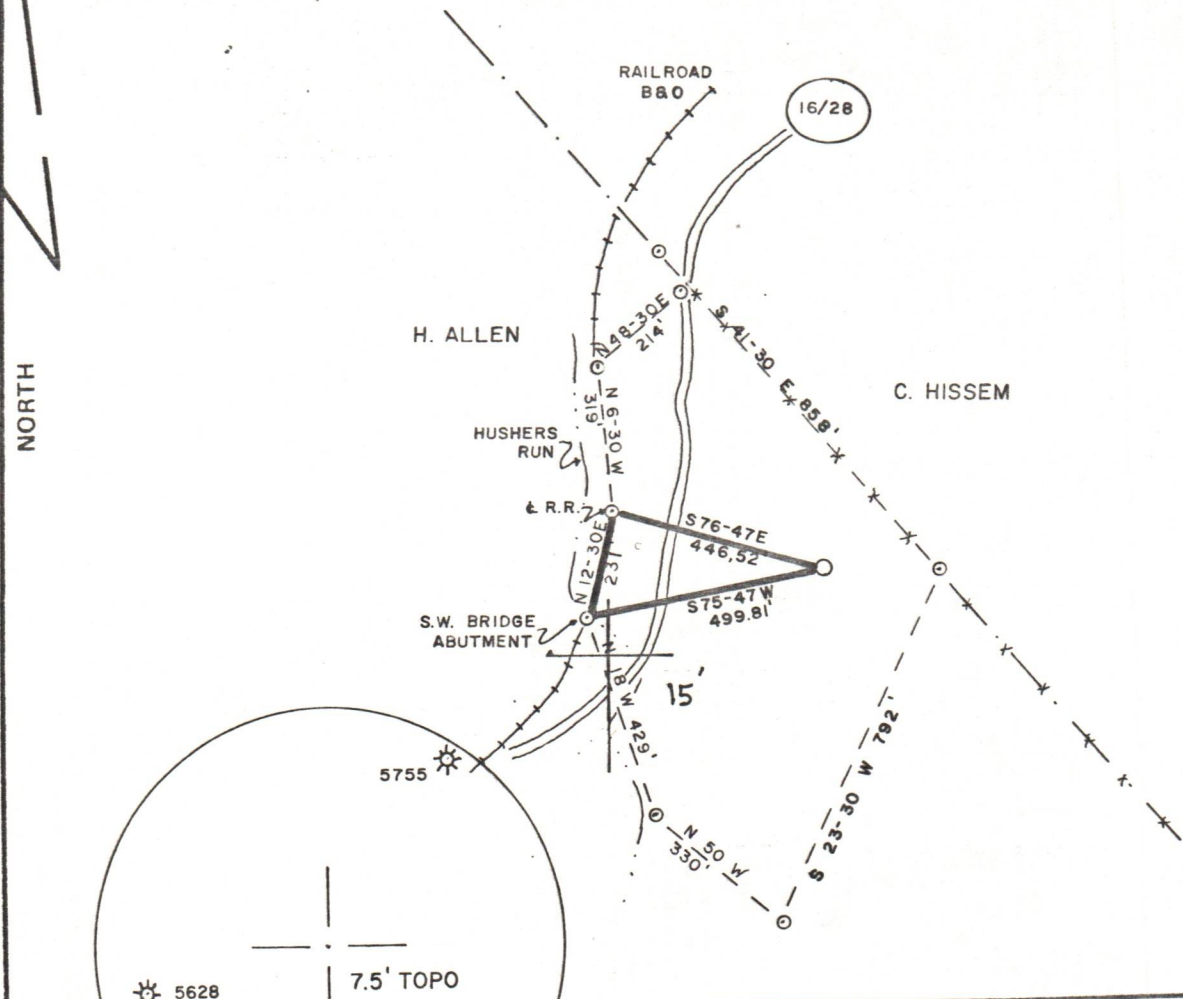 RAILROAD
B&O
16/28
H. ALLEN
N 48-30 E
214'
S 41-30 E 858'
C. HISSEM
NORTH
N 6-30 W
319'
HUSHERS
RUN
℄ R.R.
N 12-30 E
231'
S76-47E
446,52'
S75-47 W
499.81'
S.W. BRIDGE
ABUTMENT
N 18 W 429'
15'
5755
N 50 W
330'
S 23-30 W 792'
7.5' TOPO
5628